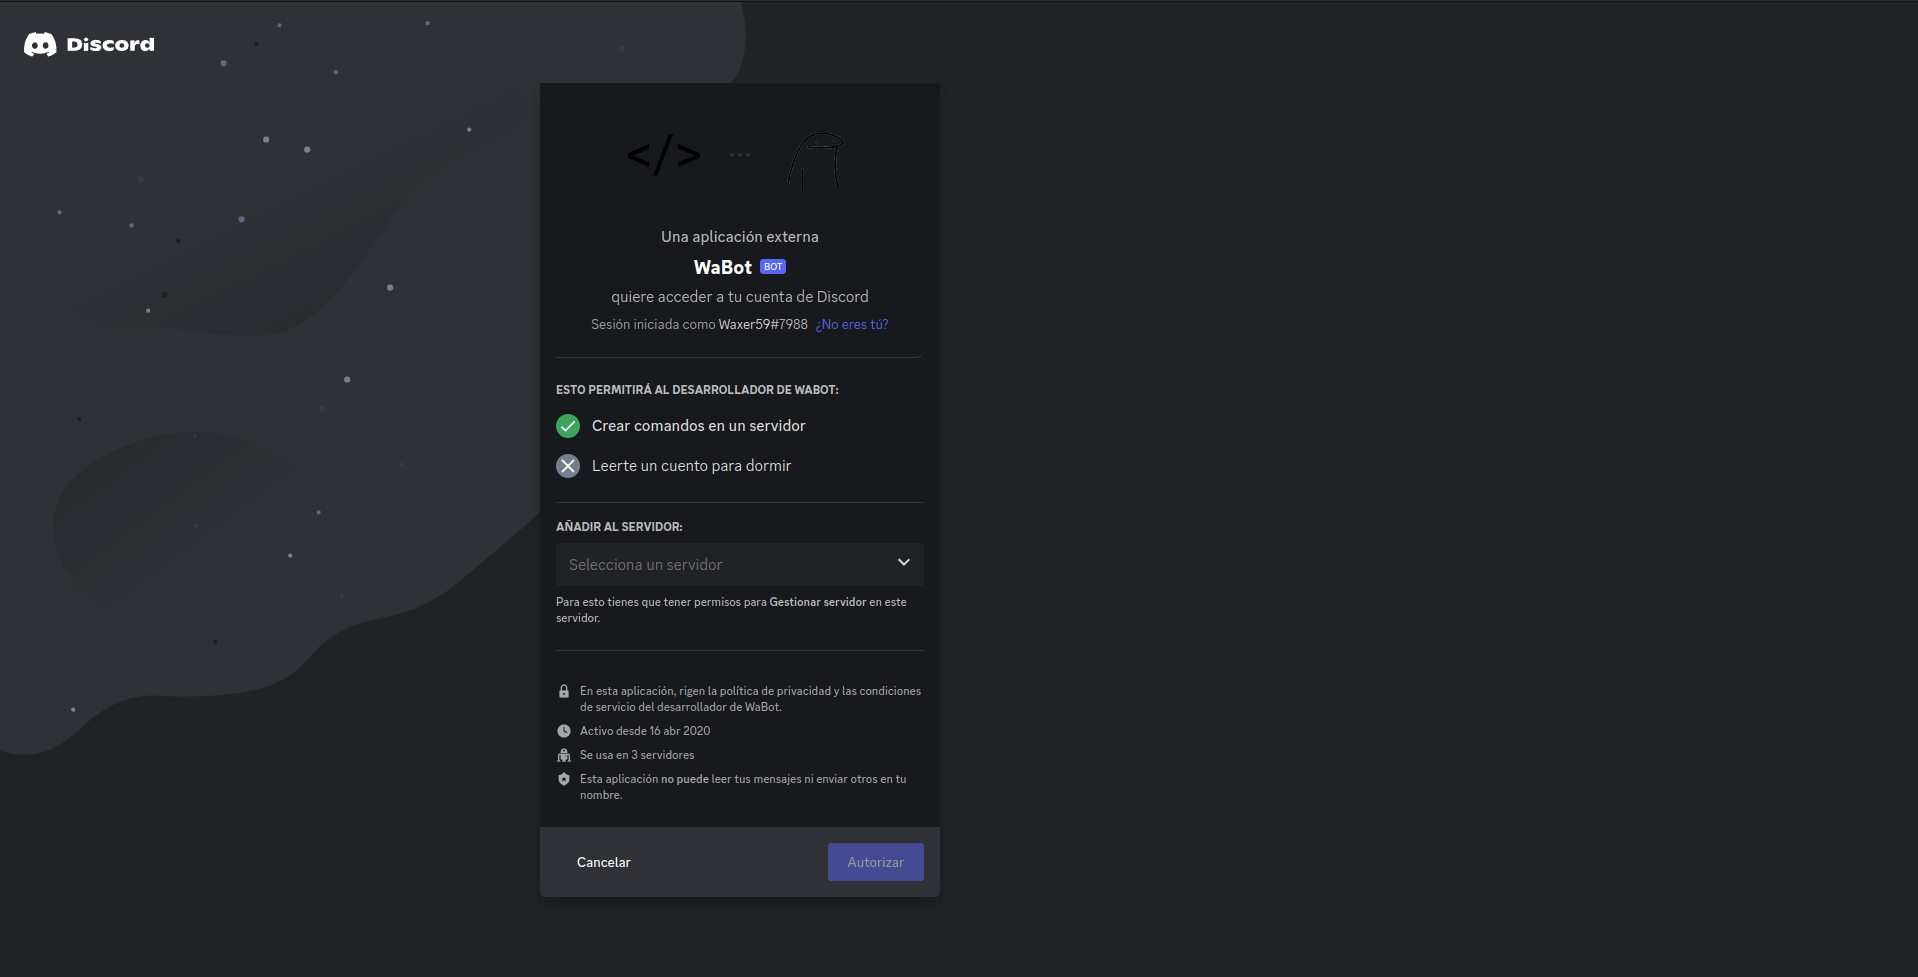 Discord
</>
Una aplicación externa
WaBot BOT
quiere acceder a tu cuenta de Discord
Sesión iniciada como Waxer59#7988 ¿No eres tú?
ESTO PERMITIRÁ AL DESARROLLADOR DE WABOT:
Crear comandos en un servidor
Leerte un cuento para dormir
AÑADIR AL SERVIDOR:
Selecciona un servidor
Para esto tienes que tener permisos para Gestionar servidor en este
servidor.
En esta aplicación, rigen la política de privacidad y las condiciones
de servicio del desarrollador de WaBot.
Activo desde 16 abr 2020
Se usa en 3 servidores
Esta aplicación no puede leer tus mensajes ni enviar otros en tu
nombre.
Cancelar
Autorizar